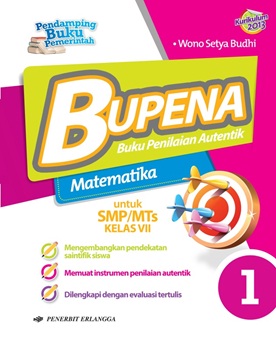 Pendamping
Buku
Pemerintah
Kurikulum
2013
• Wono Setya Budhi
BUPENA
Buku Penilaian Autentik
Matematika
untuk
SMP/MTs
KELAS VII
Mengembangkan pendekatan
saintifik siswa
Memuat instrumen penilaian autentik
Dilengkapi dengan evaluasi tertulis
1
PENERBIT ERLANGGA